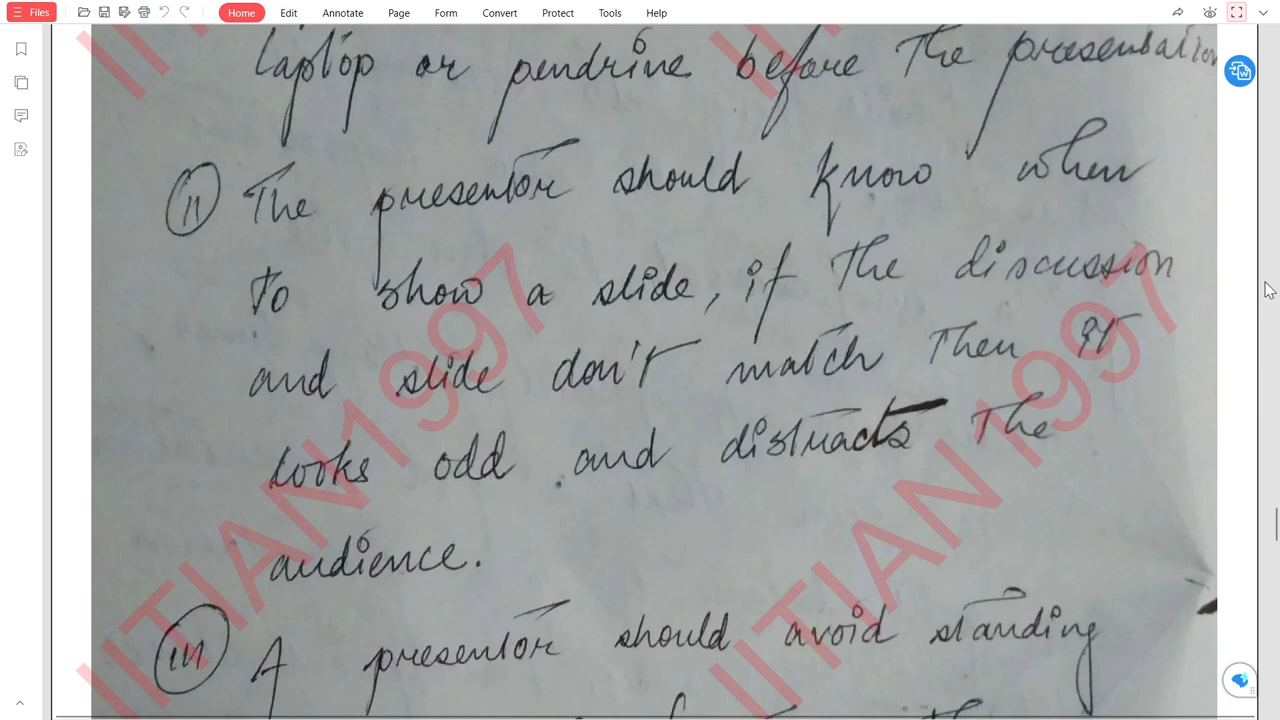 Files
Home
Edit
Annotate
Page
Form
Convert
Protect
Tools
Help
laptop or pendrive before the presentation
(ii) The presentor should know when
to show a slide, if the discussion
and slide don't match then it
looks odd and distracts the
audience.
(iii) A presentor should avoid standing
IITIAN1997
IITIAN1997